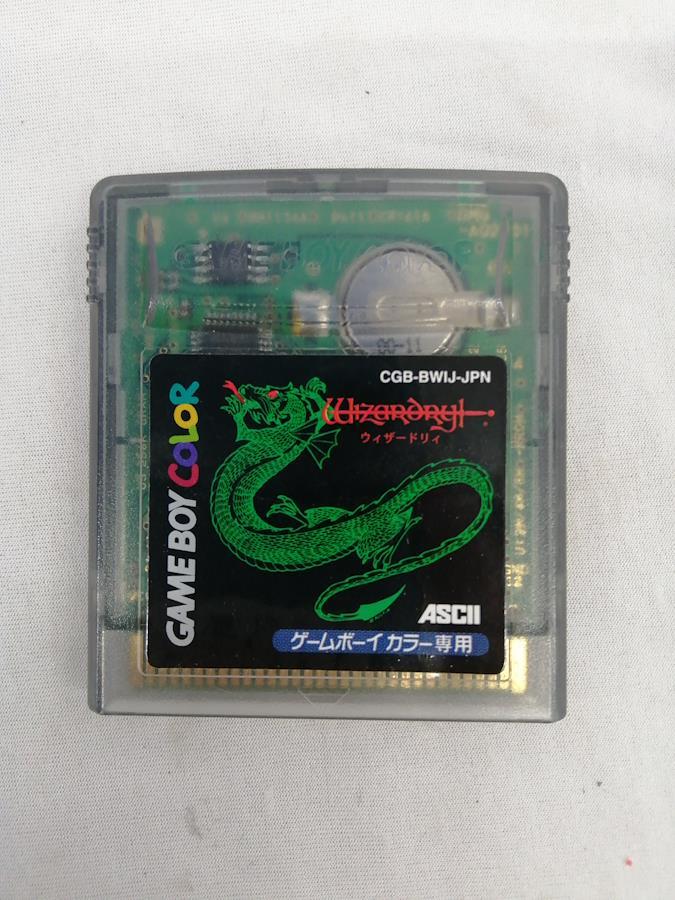 CGB-BWIJ-JPN
Wizardry I
ウィザードリィ
GAME BOY COLOR
ASCII
ゲームボーイカラー専用